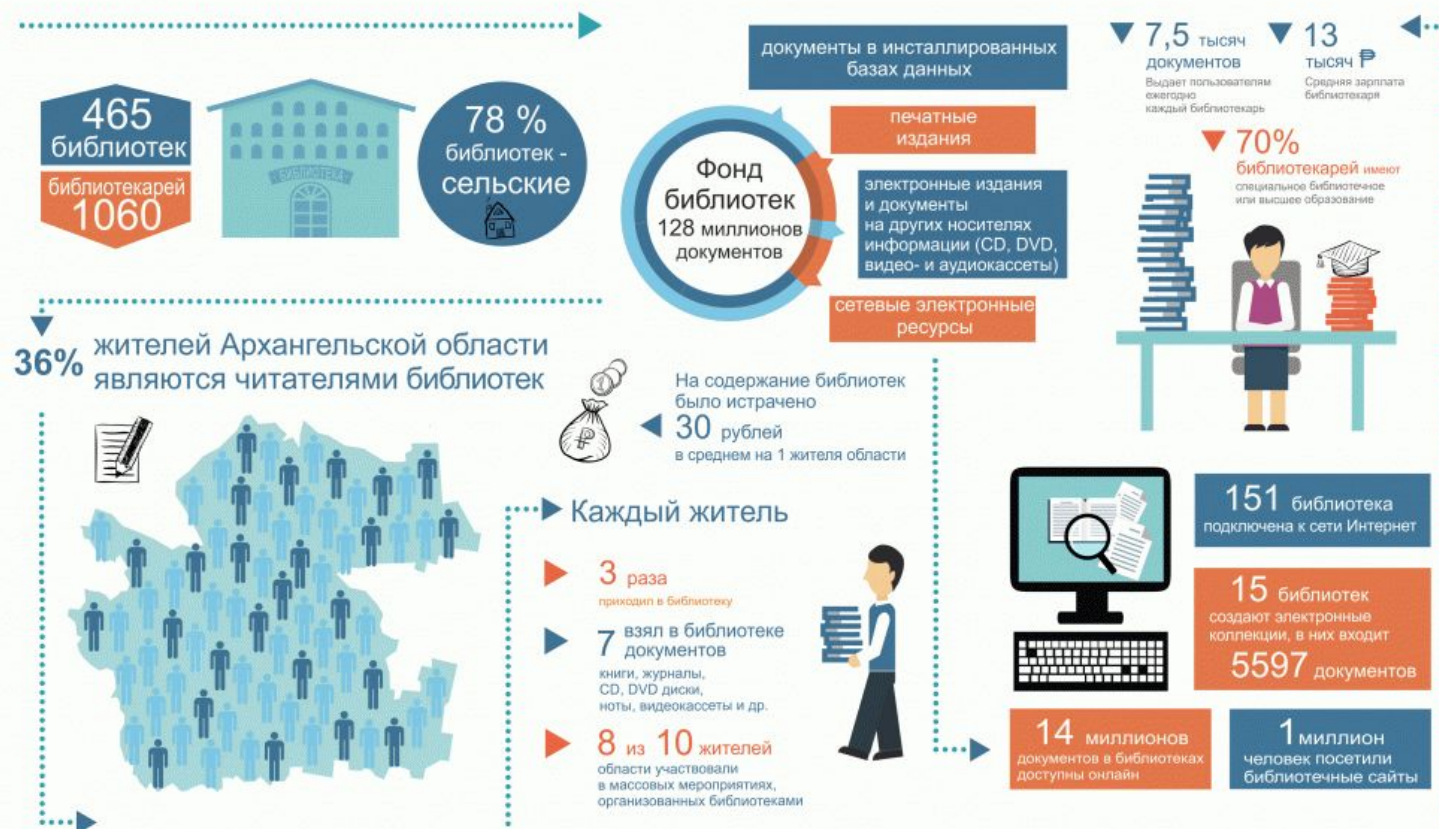 465
библиотек
библиотекарей
1060
БИБЛИОТЕКА
78 %
библиотек -
сельские
Фонд
библиотек
128 миллионов
документов
документы в инсталлированных
базах данных
печатные
издания
электронные издания
и документы
на других носителях
информации (CD, DVD,
видео- и аудиокассеты)
сетевые электронные
ресурсы
7,5 тысяч
документов
Выдает пользователям
ежегодно
каждый библиотекарь
13
тысяч ₽
Средняя зарплата
библиотекаря
70%
библиотекарей имеют
специальное библиотечное
или высшее образование
36% жителей Архангельской области
являются читателями библиотек
На содержание библиотек
было истрачено
30 рублей
в среднем на 1 жителя области
Каждый житель
3 раза
приходил в библиотеку
7 взял в библиотеке
документов
книги, журналы,
CD, DVD диски,
ноты, видеокассеты и др.
8 из 10 жителей
области участвовали
в массовых мероприятиях,
организованных библиотеками
151 библиотека
подключена к сети Интернет
15 библиотек
создают электронные
коллекции, в них входит
5597 документов
14 миллионов
документов в библиотеках
доступны онлайн
1 миллион
человек посетили
библиотечные сайты